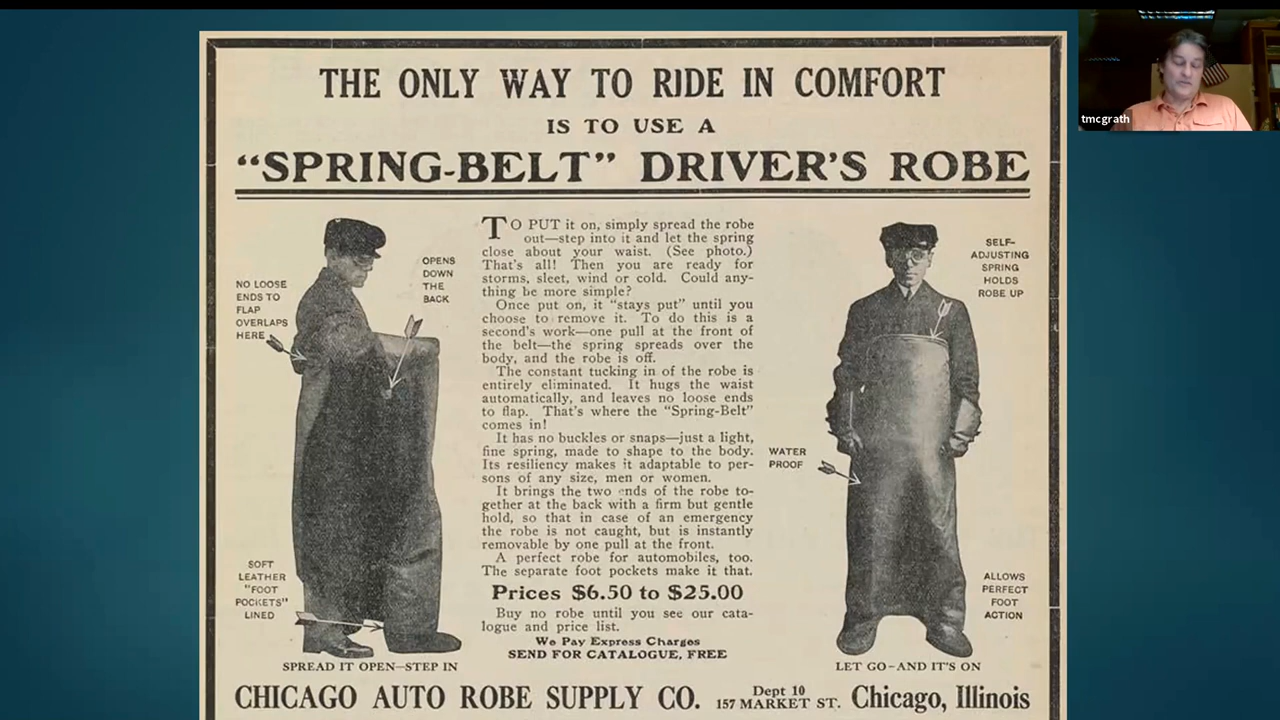 THE ONLY WAY TO RIDE IN COMFORT
IS TO USE A
"SPRING-BELT" DRIVER'S ROBE
NO LOOSE
ENDS TO
FLAP
OVERLAPS
HERE
OPENS
DOWN
THE
BACK
SOFT
LEATHER
"FOOT
POCKETS"
LINED
SPREAD IT OPEN—STEP IN
TO PUT it on, simply spread the robe
out—step into it and let the spring
close about your waist. (See photo.)
That's all! Then you are ready for
storms, sleet, wind or cold. Could any-
thing be more simple?
Once put on, it "stays put" until you
choose to remove it. To do this is a
second's work—one pull at the front of
the belt—the spring spreads over the
body, and the robe is off.
The constant tucking in of the robe is
entirely eliminated. It hugs the waist
automatically, and leaves no loose ends
to flap. That's where the "Spring-Belt"
comes in!
It has no buckles or snaps—just a light,
fine spring, made to shape to the body.
Its resiliency makes it adaptable to per-
sons of any size, men or women.
It brings the two ends of the robe to-
gether at the back with a firm but gentle
hold, so that in case of an emergency
the robe is not caught, but is instantly
removable by one pull at the front.
A perfect robe for automobiles, too.
The separate foot pockets make it that.
Prices $6.50 to $25.00
Buy no robe until you see our cata-
logue and price list.
We Pay Express Charges
SEND FOR CATALOGUE, FREE
SELF-
ADJUSTING
SPRING
HOLDS
ROBE UP
WATER
PROOF
ALLOWS
PERFECT
FOOT
ACTION
LET GO—AND IT'S ON
CHICAGO AUTO ROBE SUPPLY CO. Dept 10
157 MARKET ST. Chicago, Illinois
tmcgrath